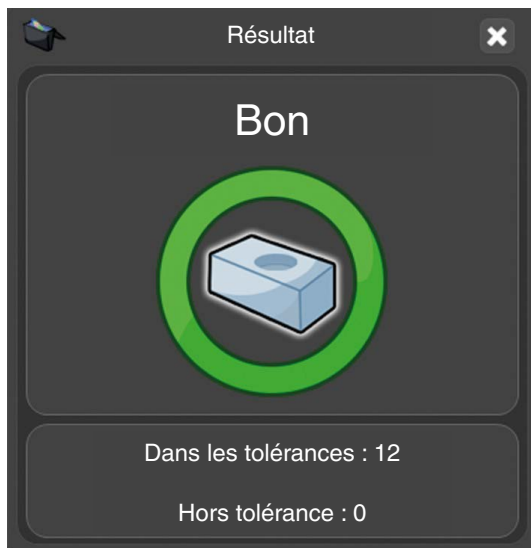 Résultat
Bon
Dans les tolérances : 12
Hors tolérance : 0